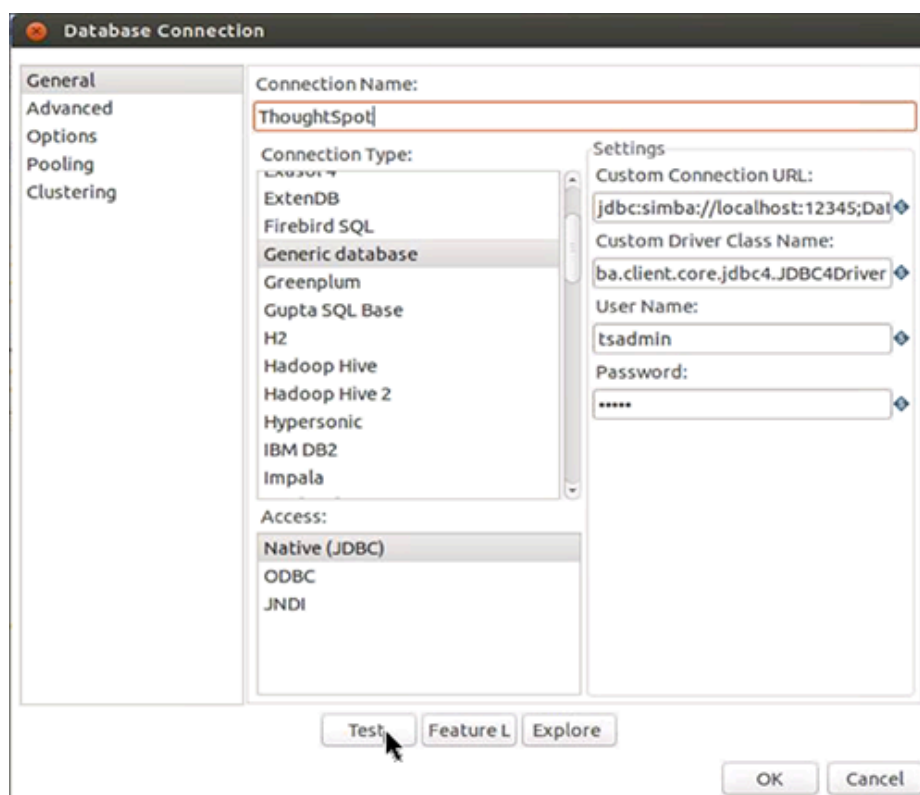 Database Connection
General
Advanced
Options
Pooling
Clustering
Connection Name:
ThoughtSpot
Connection Type:
Exasol 4
ExtenDB
Firebird SQL
Generic database
Greenplum
Gupta SQL Base
H2
Hadoop Hive
Hadoop Hive 2
Hypersonic
IBM DB2
Impala
Access:
Native (JDBC)
ODBC
JNDI
Settings
Custom Connection URL:
jdbc:simba://localhost:12345;Dat
Custom Driver Class Name:
ba.client.core.jdbc4.JDBC4Driver
User Name:
tsadmin
Password:
•••••
Test
Feature L
Explore
OK
Cancel